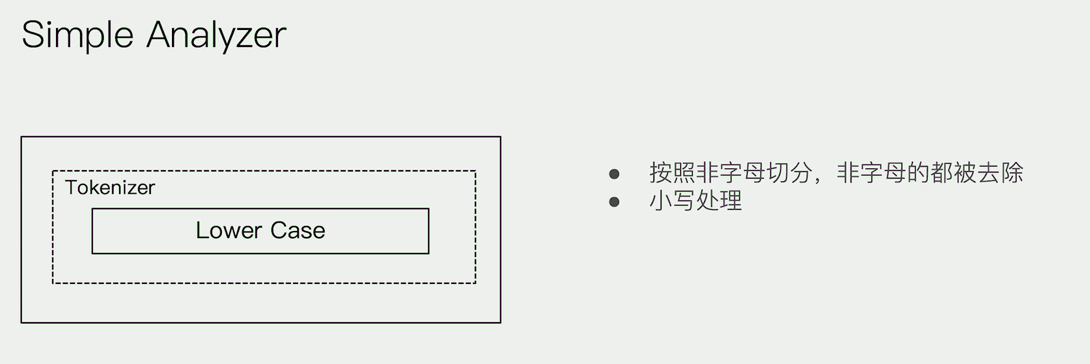 Simple Analyzer
Tokenizer
Lower Case
● 按照非字母切分，非字母的都被去除
● 小写处理